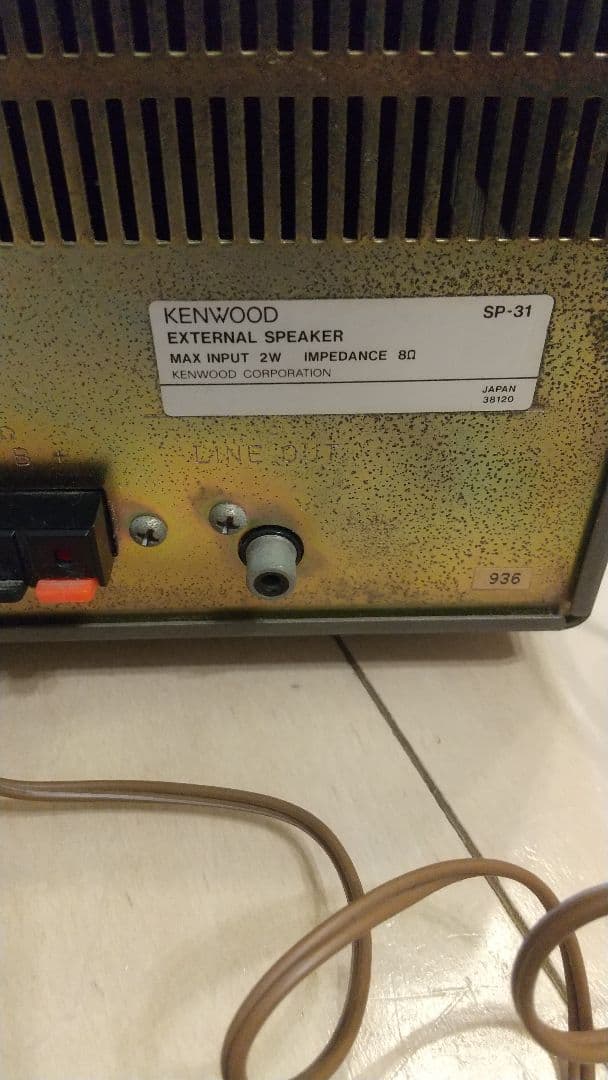 KENWOOD SP-31
EXTERNAL SPEAKER
MAX INPUT 2W IMPEDANCE 8Ω
KENWOOD CORPORATION
JAPAN
38120
S +
LINE OUT
936